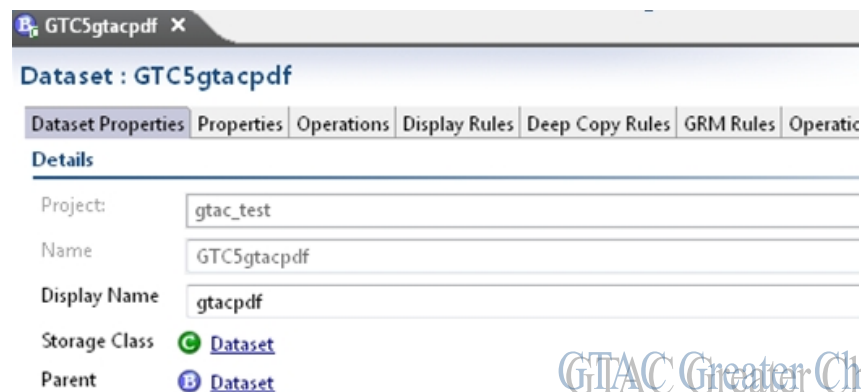 GTC5gtacpdf
Dataset : GTC5gtacpdf
Dataset Properties Properties Operations Display Rules Deep Copy Rules GRM Rules
Details
Project: gtac_test
Name GTC5gtacpdf
Display Name gtacpdf
Storage Class C Dataset
Parent B Dataset
GTAC Greater